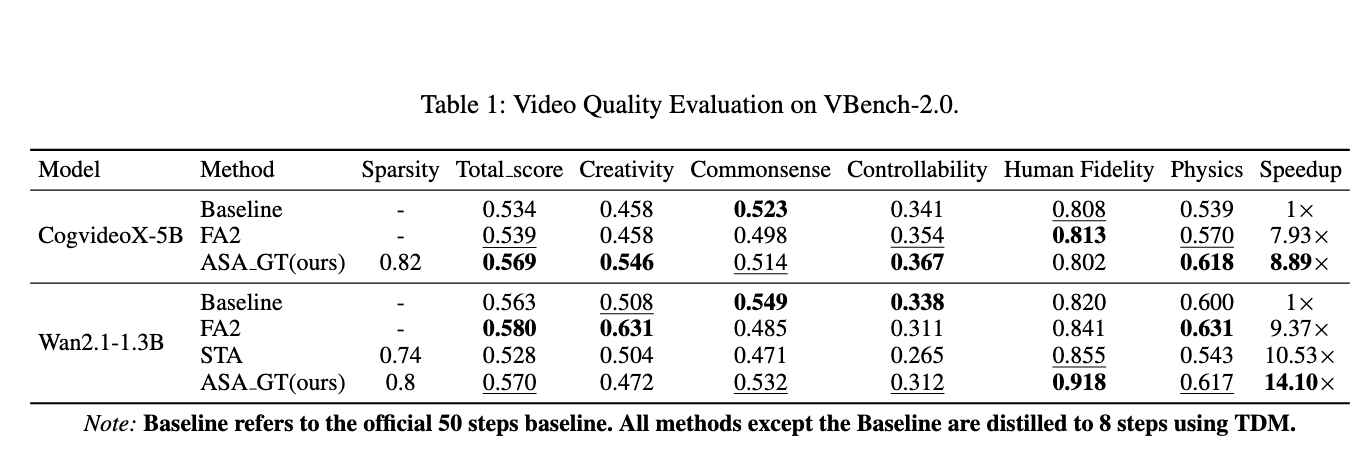 Table 1: Video Quality Evaluation on VBench-2.0.
Model Method Sparsity Total_score Creativity Commonsense Controllability Human Fidelity Physics Speedup
Baseline - 0.534 0.458 0.523 0.341 0.808 0.539 1×
CogvideoX-5B FA2 - 0.539 0.458 0.498 0.354 0.813 0.570 7.93×
ASA_GT(ours) 0.82 0.569 0.546 0.514 0.367 0.802 0.618 8.89×
Baseline - 0.563 0.508 0.549 0.338 0.820 0.600 1×
FA2 - 0.580 0.631 0.485 0.311 0.841 0.631 9.37×
Wan2.1-1.3B
STA 0.74 0.528 0.504 0.471 0.265 0.855 0.543 10.53×
ASA_GT(ours) 0.8 0.570 0.472 0.532 0.312 0.918 0.617 14.10×
Note: Baseline refers to the official 50 steps baseline. All methods except the Baseline are distilled to 8 steps using TDM.